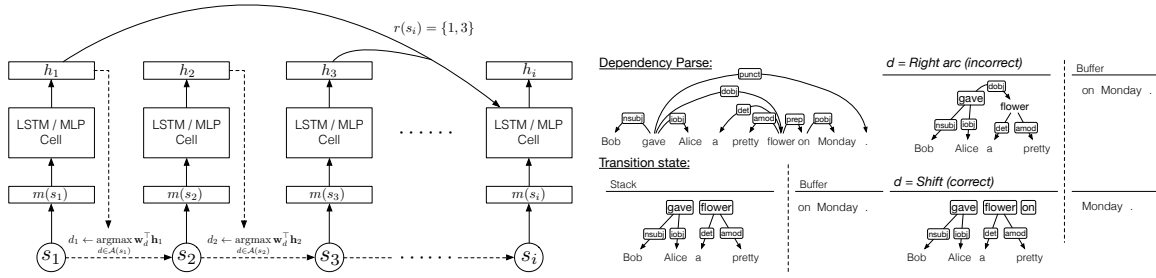 r(s_i) = {1, 3}
h_1
h_2
h_3
h_i
LSTM / MLP Cell
LSTM / MLP Cell
LSTM / MLP Cell
LSTM / MLP Cell
......
m(s_1)
m(s_2)
m(s_3)
m(s_i)
d_1 ← argmax w_d^⊤ h_1
d∈A(s_1)
d_2 ← argmax w_d^⊤ h_2
d∈A(s_2)
s_1
s_2
s_3
......
s_i
Dependency Parse:
punct
dobj
det
nsubj
iobj
amod
prep
pobj
Bob gave Alice a pretty flower on Monday .
Transition state:
Stack
Buffer
gave flower
on Monday .
nsubj iobj det amod
Bob Alice a pretty
d = Right arc (incorrect)
Buffer
on Monday .
dobj
gave
flower
nsubj iobj det amod
Bob Alice a pretty
d = Shift (correct)
gave flower on
Monday .
nsubj iobj det amod
Bob Alice a pretty